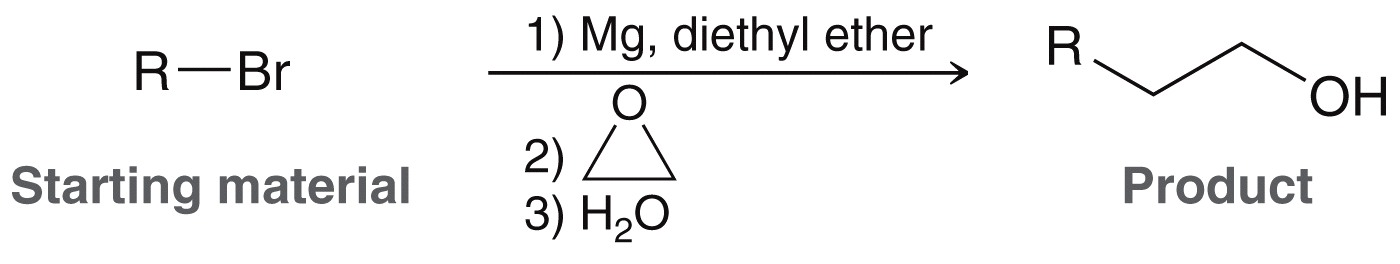 R—Br
Starting material
1) Mg, diethyl ether
O
2)
3) H₂O
R
OH
Product